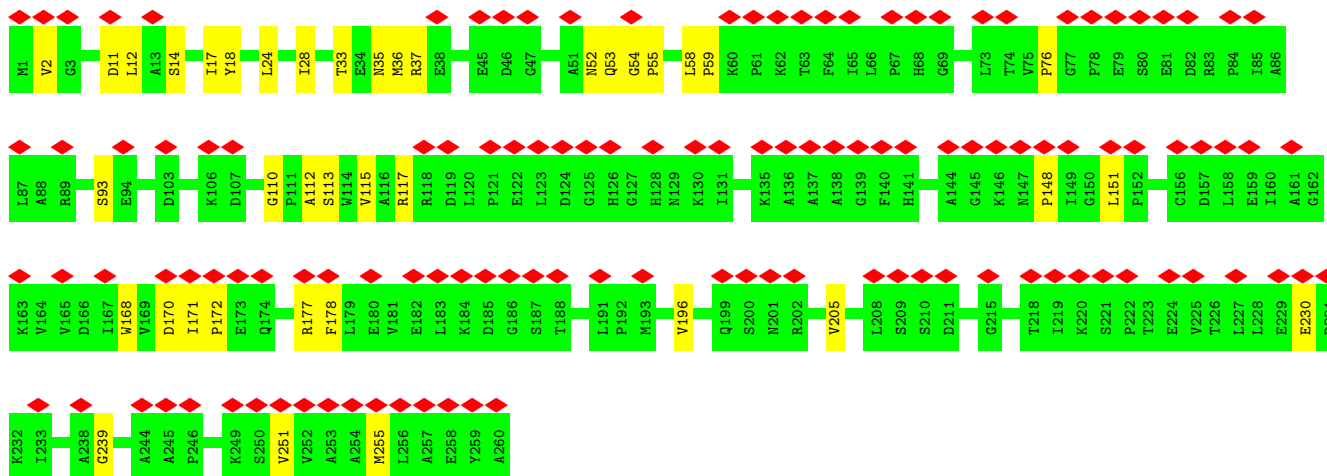 M1 V2 G3 D11 L12 A13 S14 I17 Y18 L24 I28 T33 E34 N35 M36 R37 E38 E45 D46 G47 A51 N52 Q53 G54 P55 L58 P59 K60 P61 K62 T63 F64 I65 L66 P67 H68 G69 L73 T74 V75 P76 G77 P78 E79 S80 E81 D82 R83 P84 I85 A86
L87 A88 R89 S93 E94 D103 K106 D107 G110 P111 A112 S113 W114 V115 A116 R117 R118 D119 L120 P121 E122 L123 D124 G125 H126 G127 H128 N129 K130 I131 K135 A136 A137 A138 G139 F140 H141 A144 G145 K146 N147 P148 I149 G150 L151 P152 C156 D157 L158 E159 I160 A161 G162
K163 V164 V165 D166 I167 W168 V169 D170 I171 P172 E173 Q174 R177 F178 L179 E180 V181 E182 L183 K184 D185 G186 S187 T188 L191 P192 M193 V196 Q199 S200 N201 R202 V205 L208 S209 S210 D211 G215 T218 I219 K220 S221 P222 T223 E224 V225 T226 L227 L228 E229 E230
K232 I233 A238 G239 A244 A245 P246 K249 S250 V251 V252 A253 A254 M255 L256 A257 E258 Y259 A260